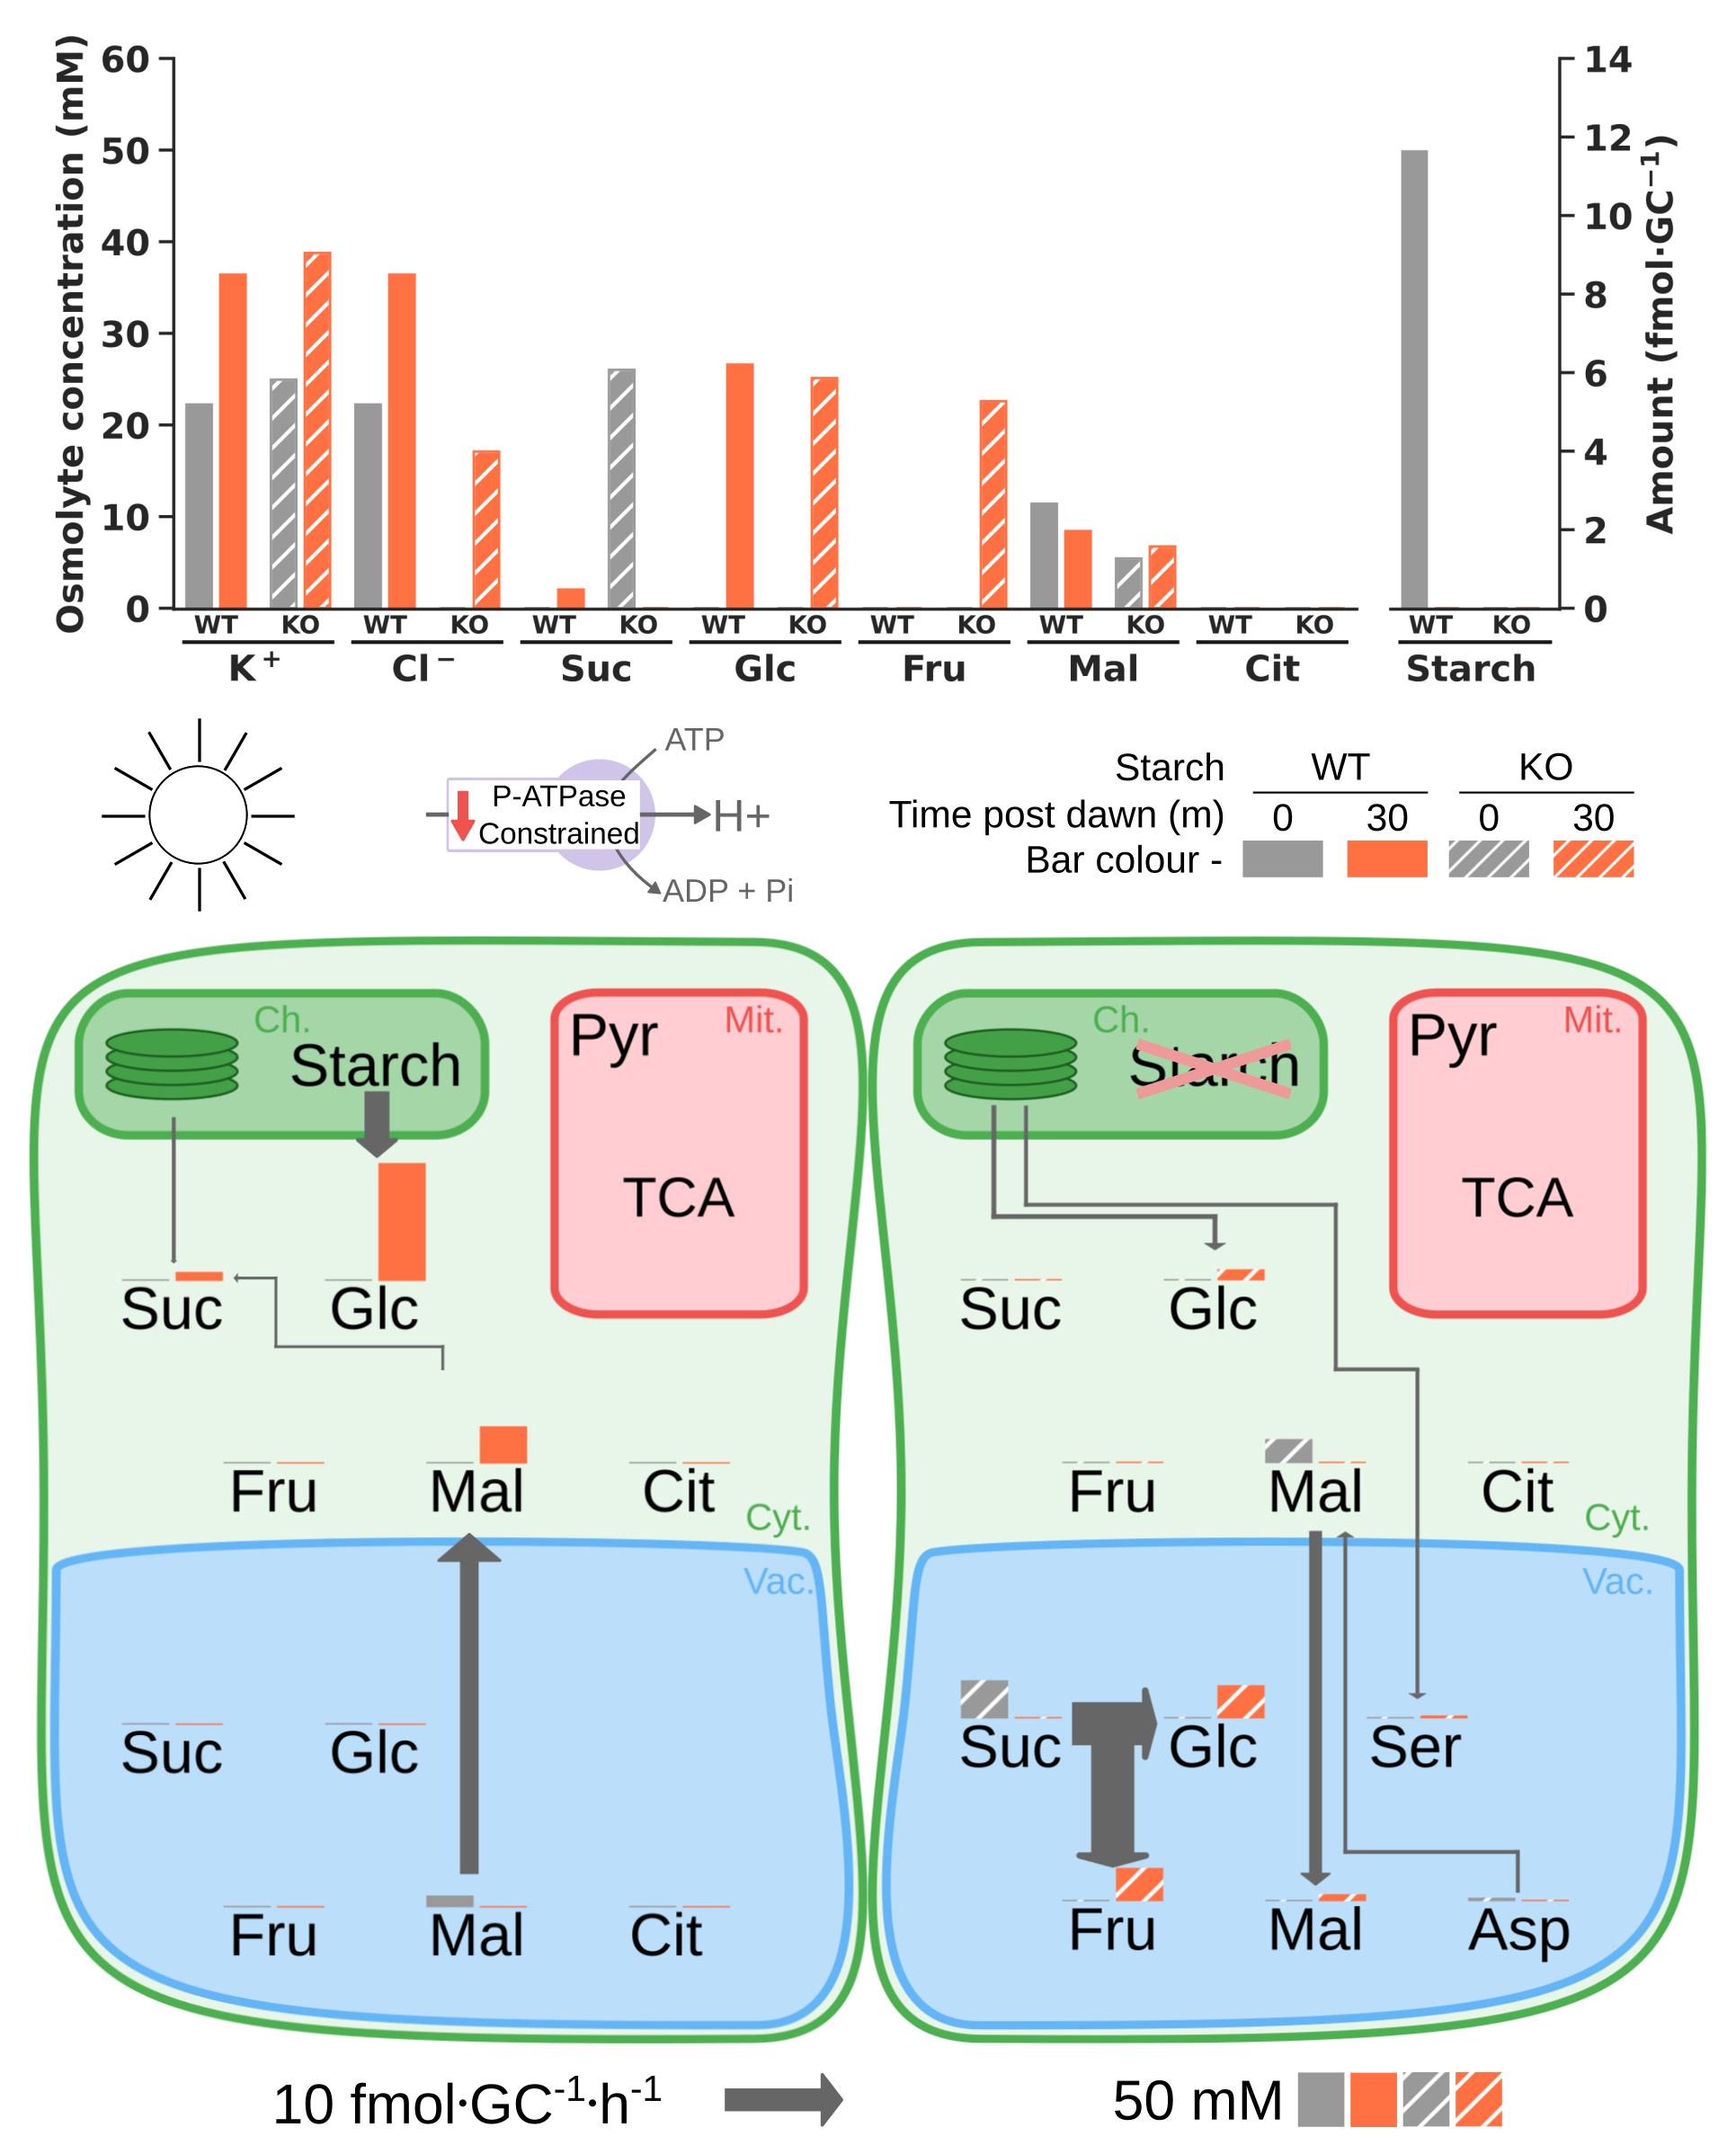 Osmolyte concentration (mM)
60
50
40
30
20
10
0
14
12
10
8
6
4
2
0
Amount (fmol·GC⁻¹)
WT KO WT KO WT KO WT KO WT KO WT KO WT KO WT KO
K⁺ Cl⁻ Suc Glc Fru Mal Cit Starch
ATP
P-ATPase
Constrained
H+
ADP + Pi
Starch WT KO
Time post dawn (m) 0 30 0 30
Bar colour -
Ch.
Starch
Pyr
Mit.
TCA
Suc
Glc
Fru
Mal
Cit
Cyt.
Vac.
Suc
Glc
Fru
Mal
Cit
Ch.
Starch
Pyr
Mit.
TCA
Suc
Glc
Fru
Mal
Cit
Cyt.
Vac.
Suc
Glc
Ser
Fru
Mal
Asp
10 fmol·GC⁻¹·h⁻¹
50 mM